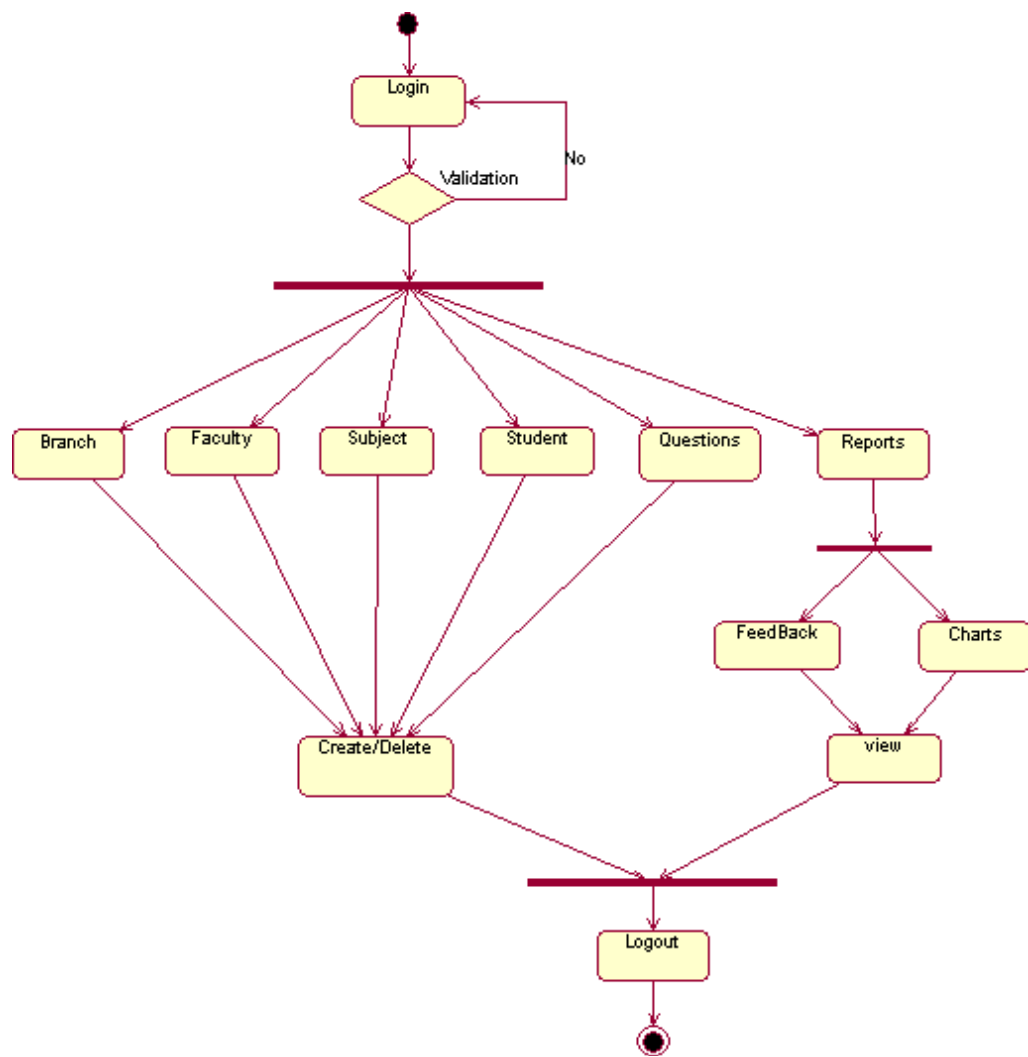 Login
No
Validation
Branch
Faculty
Subject
Student
Questions
Reports
FeedBack
Charts
Create/Delete
view
Logout